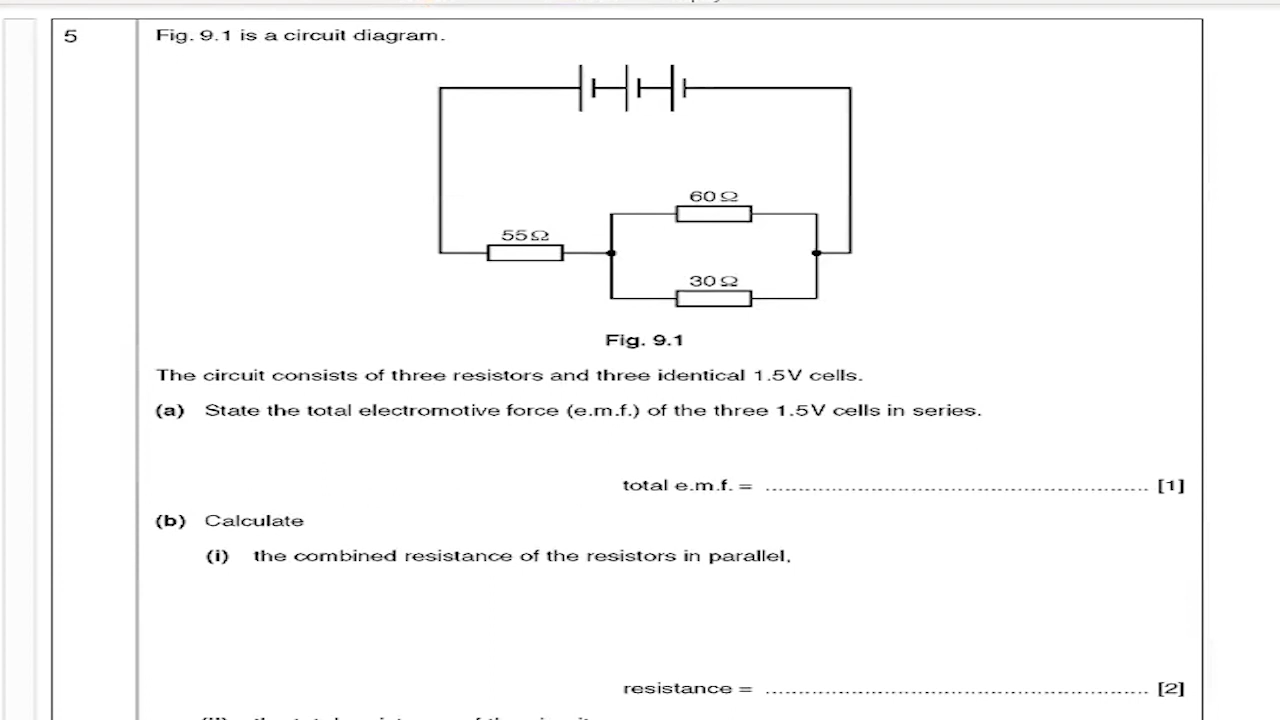 5
Fig. 9.1 is a circuit diagram.
60 Ω
55 Ω
30 Ω
Fig. 9.1
The circuit consists of three resistors and three identical 1.5V cells.
(a) State the total electromotive force (e.m.f.) of the three 1.5V cells in series.
total e.m.f. = .......................................................... [1]
(b) Calculate
(i) the combined resistance of the resistors in parallel,
resistance = .......................................................... [2]